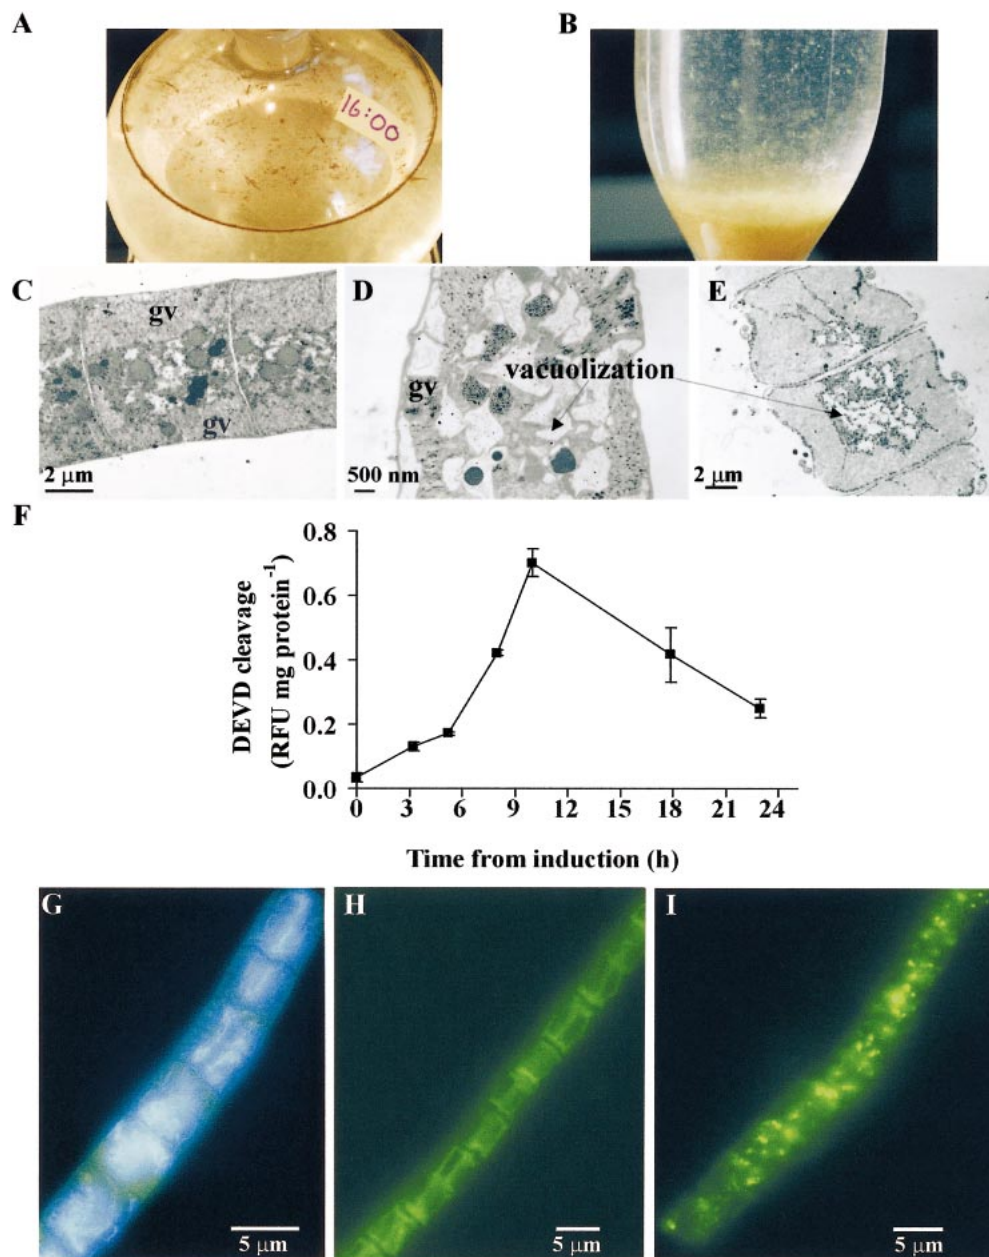 A
B
16:00
C
gv
gv
2 μm
D
gv
vacuolization
500 nm
E
2 μm
F
0.8
0.6
0.4
0.2
0.0
DEVD cleavage
(RFU mg protein⁻¹)
0 3 6 9 12 15 18 21 24
Time from induction (h)
G
5 μm
H
5 μm
I
5 μm